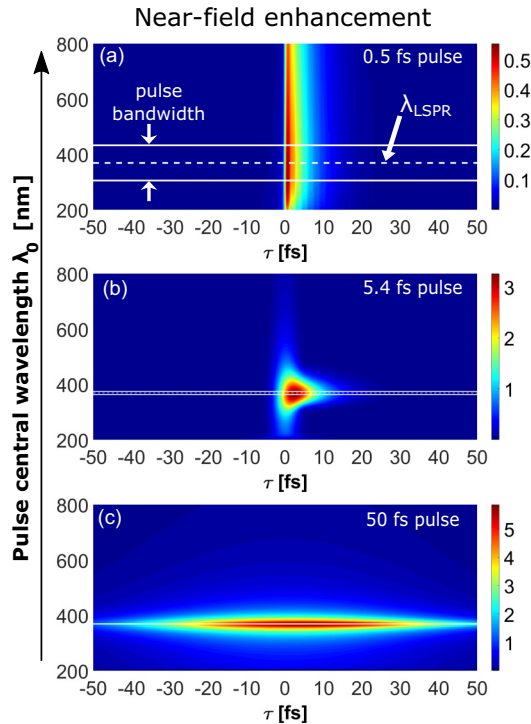 Near-field enhancement
Pulse central wavelength λ₀ [nm]
(a)
0.5 fs pulse
pulse
bandwidth
λ_LSPR
800
600
400
200
-50 -40 -30 -20 -10 0 10 20 30 40 50
τ [fs]
0.5
0.4
0.3
0.2
0.1
(b)
5.4 fs pulse
800
600
400
200
-50 -40 -30 -20 -10 0 10 20 30 40 50
τ [fs]
3
2
1
(c)
50 fs pulse
800
600
400
200
-50 -40 -30 -20 -10 0 10 20 30 40 50
τ [fs]
5
4
3
2
1